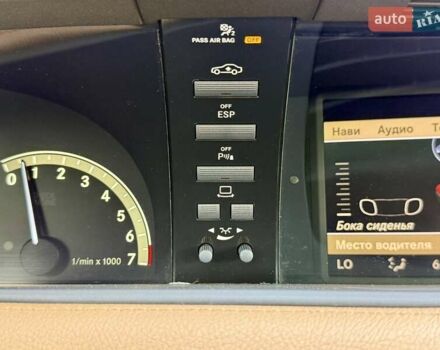 auto RIA
2
PASS AIR BAG OFF
OFF
ESP
OFF
P
0 1 2 3 4 5 6 7
1/min x 1000
Нави Аудио
Бока сиденья
Место водителя
LO